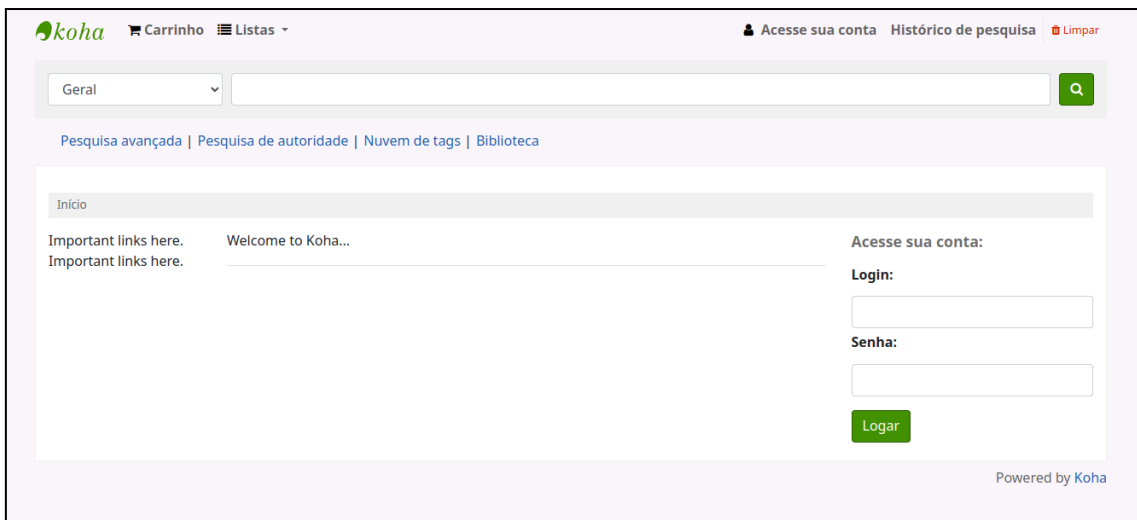 koha Carrinho Listas Acesse sua conta Histórico de pesquisa Limpar
Geral
Pesquisa avançada | Pesquisa de autoridade | Nuvem de tags | Biblioteca
Início
Important links here.
Important links here.
Welcome to Koha...
Acesse sua conta:
Login:
Senha:
Logar
Powered by Koha